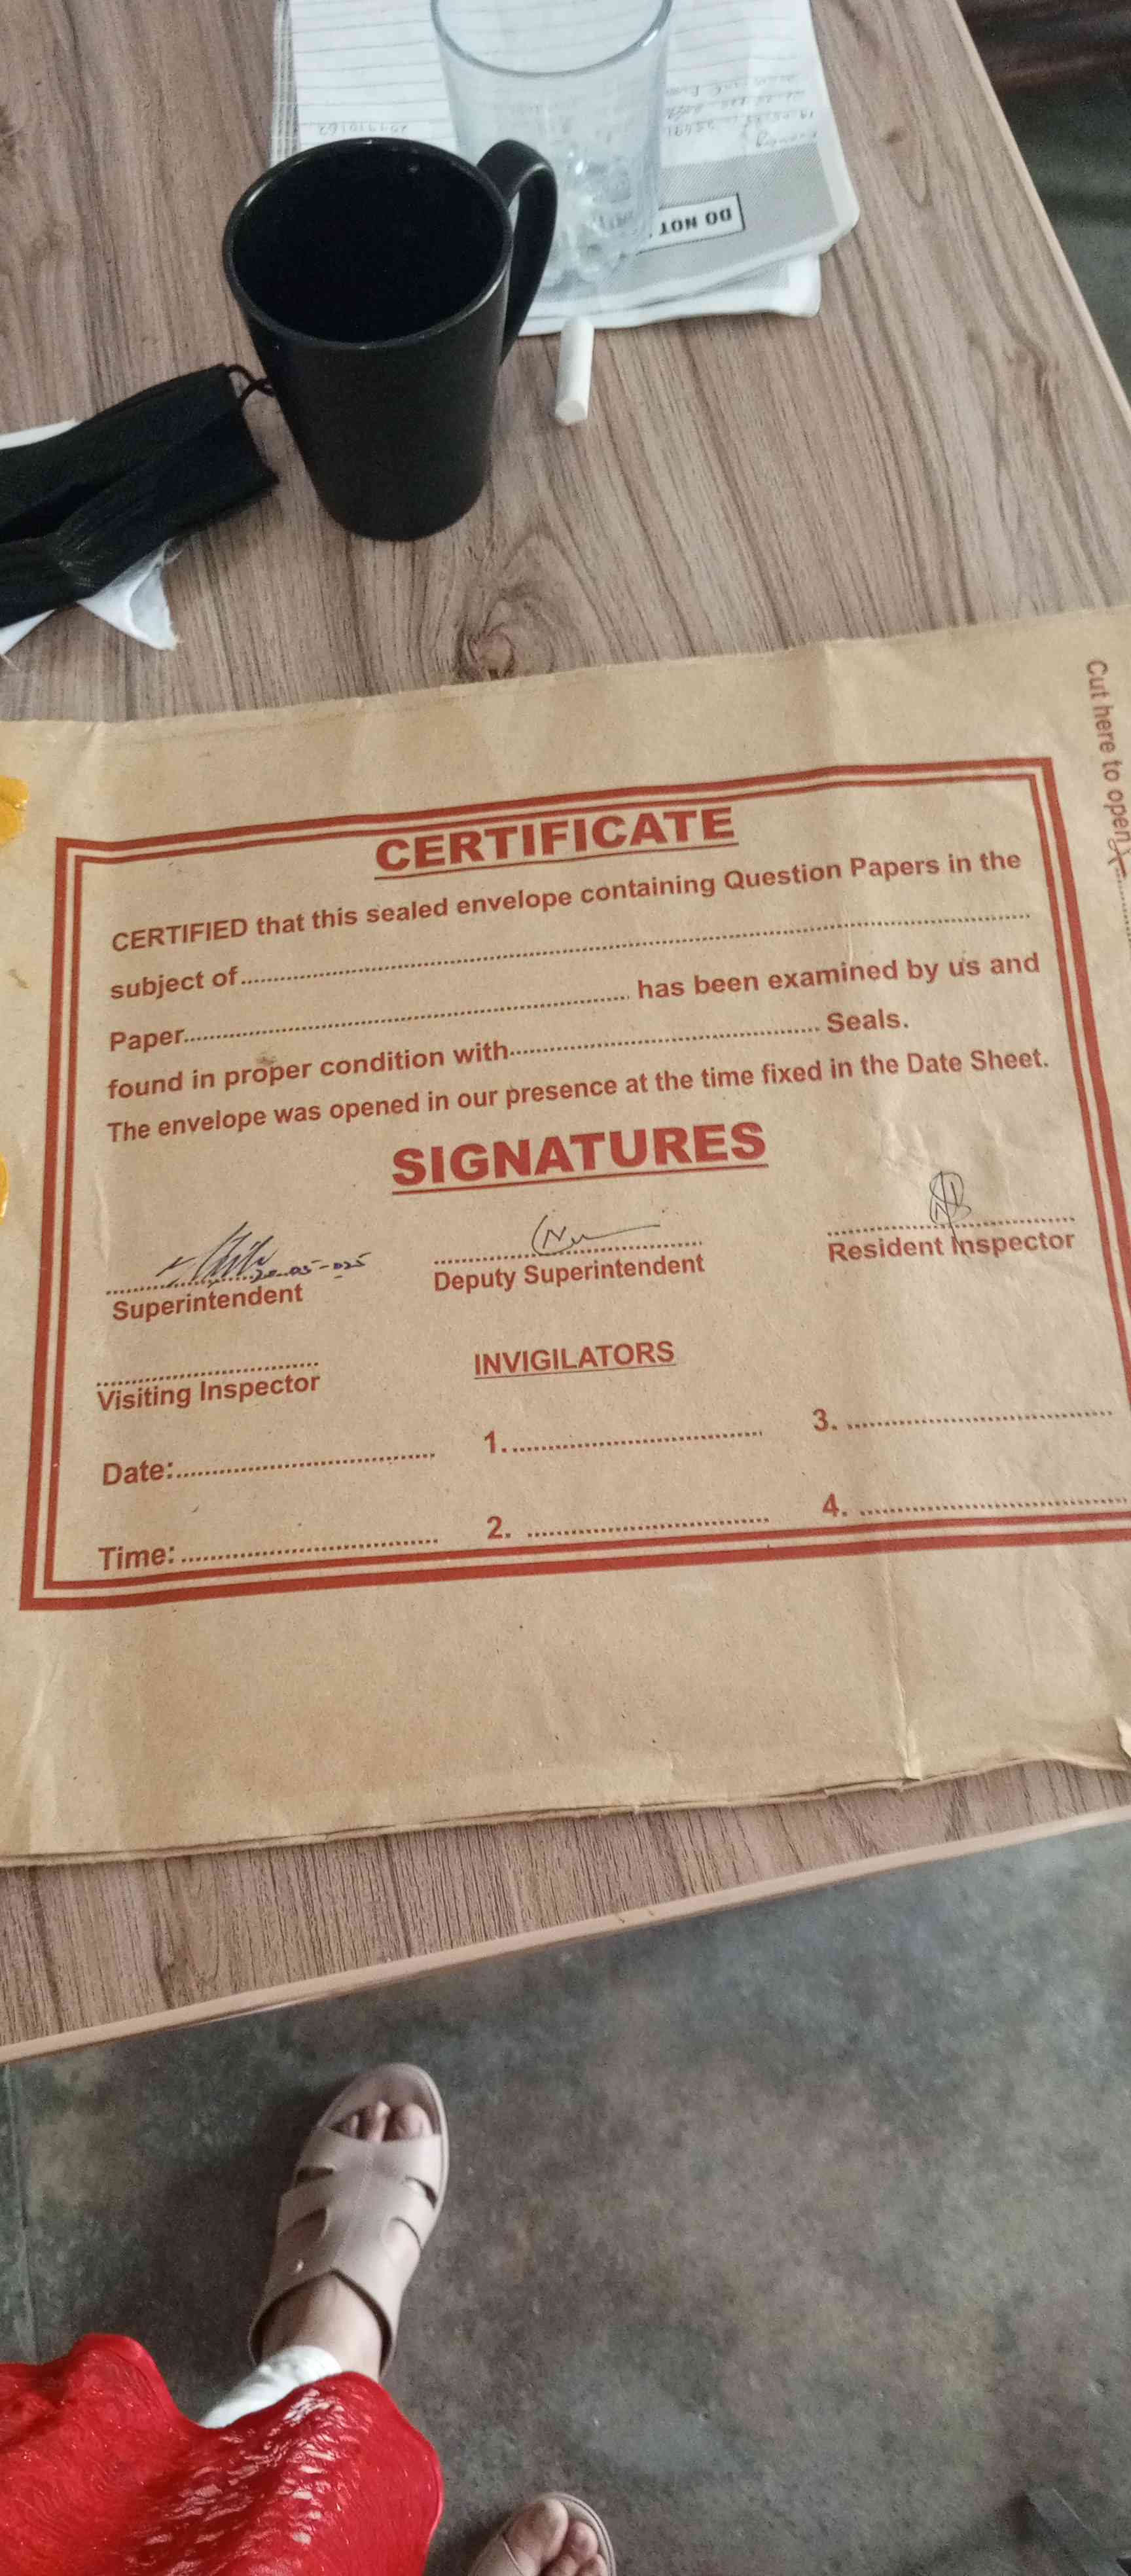 DO NOT
Cut here to open
CERTIFICATE
CERTIFIED that this sealed envelope containing Question Papers in the
subject of
Paper has been examined by us and
found in proper condition with Seals.
The envelope was opened in our presence at the time fixed in the Date Sheet.
SIGNATURES
20-05-025
Superintendent
Deputy Superintendent
Resident Inspector
Visiting Inspector
INVIGILATORS
Date:
1.
3.
Time:
2.
4.